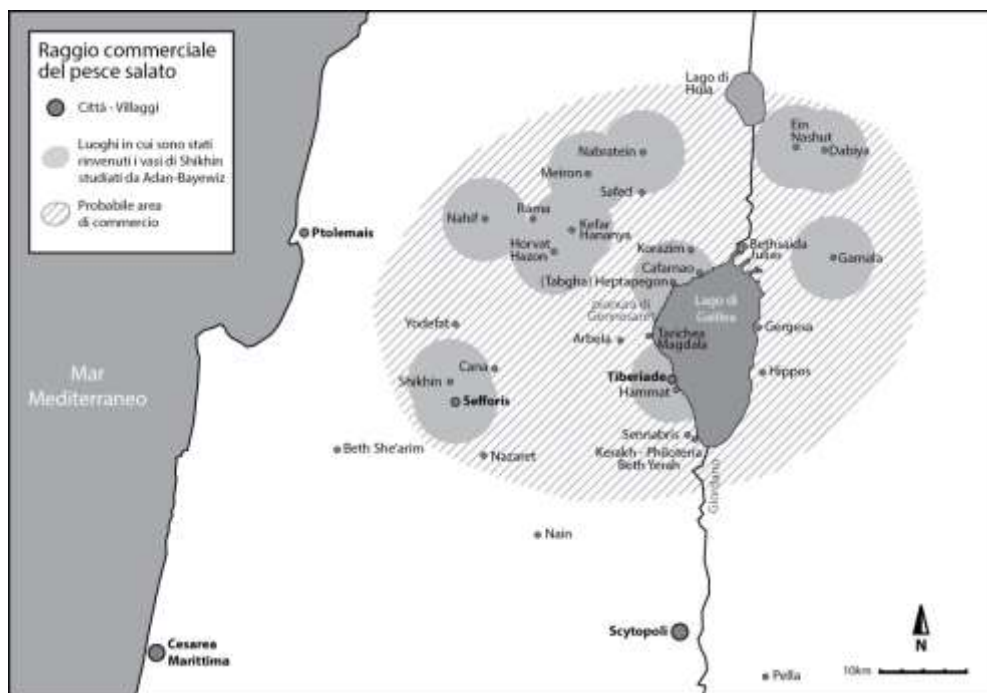 Raggio commerciale
del pesce salato
Città - Villaggi
Luoghi in cui sono stati
rinvenuti i vasi di Shikhin
studiati da Adan-Bayewiz
Probabile area
di commercio
Lago di
Hula
Ein
Nashut
Dabiya
Nabratein
Meiron
Safed
Nahif
Rama
Kefar
Hananya
Ptolemais
Horvat
Hazon
Korazim
Bethsaida
Julias
Gamala
Cafarnao
(Tabgha) Heptapegon
pianura di
Gennesaret
Lago di
Galilea
Yodefat
Arbela
Tarichea
Magdala
Gergesa
Cana
Shikhin
Tiberiade
Hammat
Hippos
Mar
Mediterraneo
Sefforis
Sennabris
Kerakh - Philoteria
Beth Yerah
Beth She'arim
Nazaret
Giordano
Nain
Scytopoli
Cesarea
Marittima
N
10km
Pella